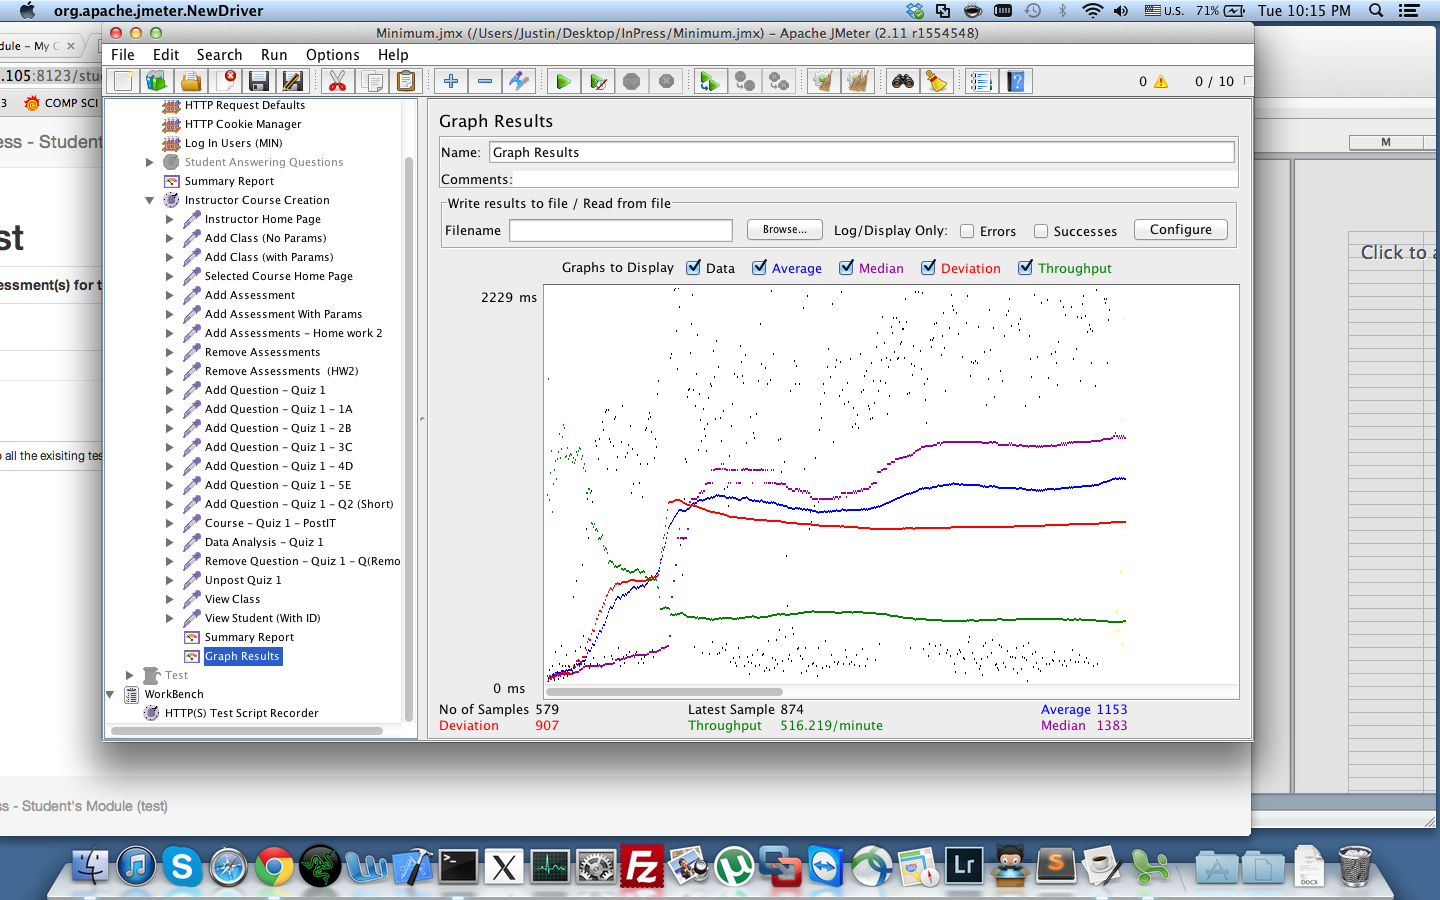 org.apache.jmeter.NewDriver
U.S. 71% Tue 10:15 PM
Minimum.jmx (/Users/Justin/Desktop/InPress/Minimum.jmx) - Apache JMeter (2.11 r1554548)
dule - My C
File Edit Search Run Options Help
.105:8123/stu
0 0 / 10
3 COMP SCI
ss - Student
st
essment(s) for t
o all the exisiting tes
ss - Student's Module (test)
HTTP Request Defaults
HTTP Cookie Manager
Log In Users (MIN)
Student Answering Questions
Summary Report
Instructor Course Creation
Instructor Home Page
Add Class (No Params)
Add Class (with Params)
Selected Course Home Page
Add Assessment
Add Assessment With Params
Add Assessments - Home work 2
Remove Assessments
Remove Assessments (HW2)
Add Question - Quiz 1
Add Question - Quiz 1 - 1A
Add Question - Quiz 1 - 2B
Add Question - Quiz 1 - 3C
Add Question - Quiz 1 - 4D
Add Question - Quiz 1 - 5E
Add Question - Quiz 1 - Q2 (Short)
Course - Quiz 1 - PostIT
Data Analysis - Quiz 1
Remove Question - Quiz 1 - Q(Remo
Unpost Quiz 1
View Class
View Student (With ID)
Summary Report
Graph Results
Test
WorkBench
HTTP(S) Test Script Recorder
Graph Results
Name: Graph Results
Comments:
Write results to file / Read from file
Filename Browse... Log/Display Only: Errors Successes Configure
Graphs to Display Data Average Median Deviation Throughput
2229 ms
0 ms
No of Samples 579 Latest Sample 874 Average 1153
Deviation 907 Throughput 516.219/minute Median 1383
M
Click to a
Lr
S
DOCX